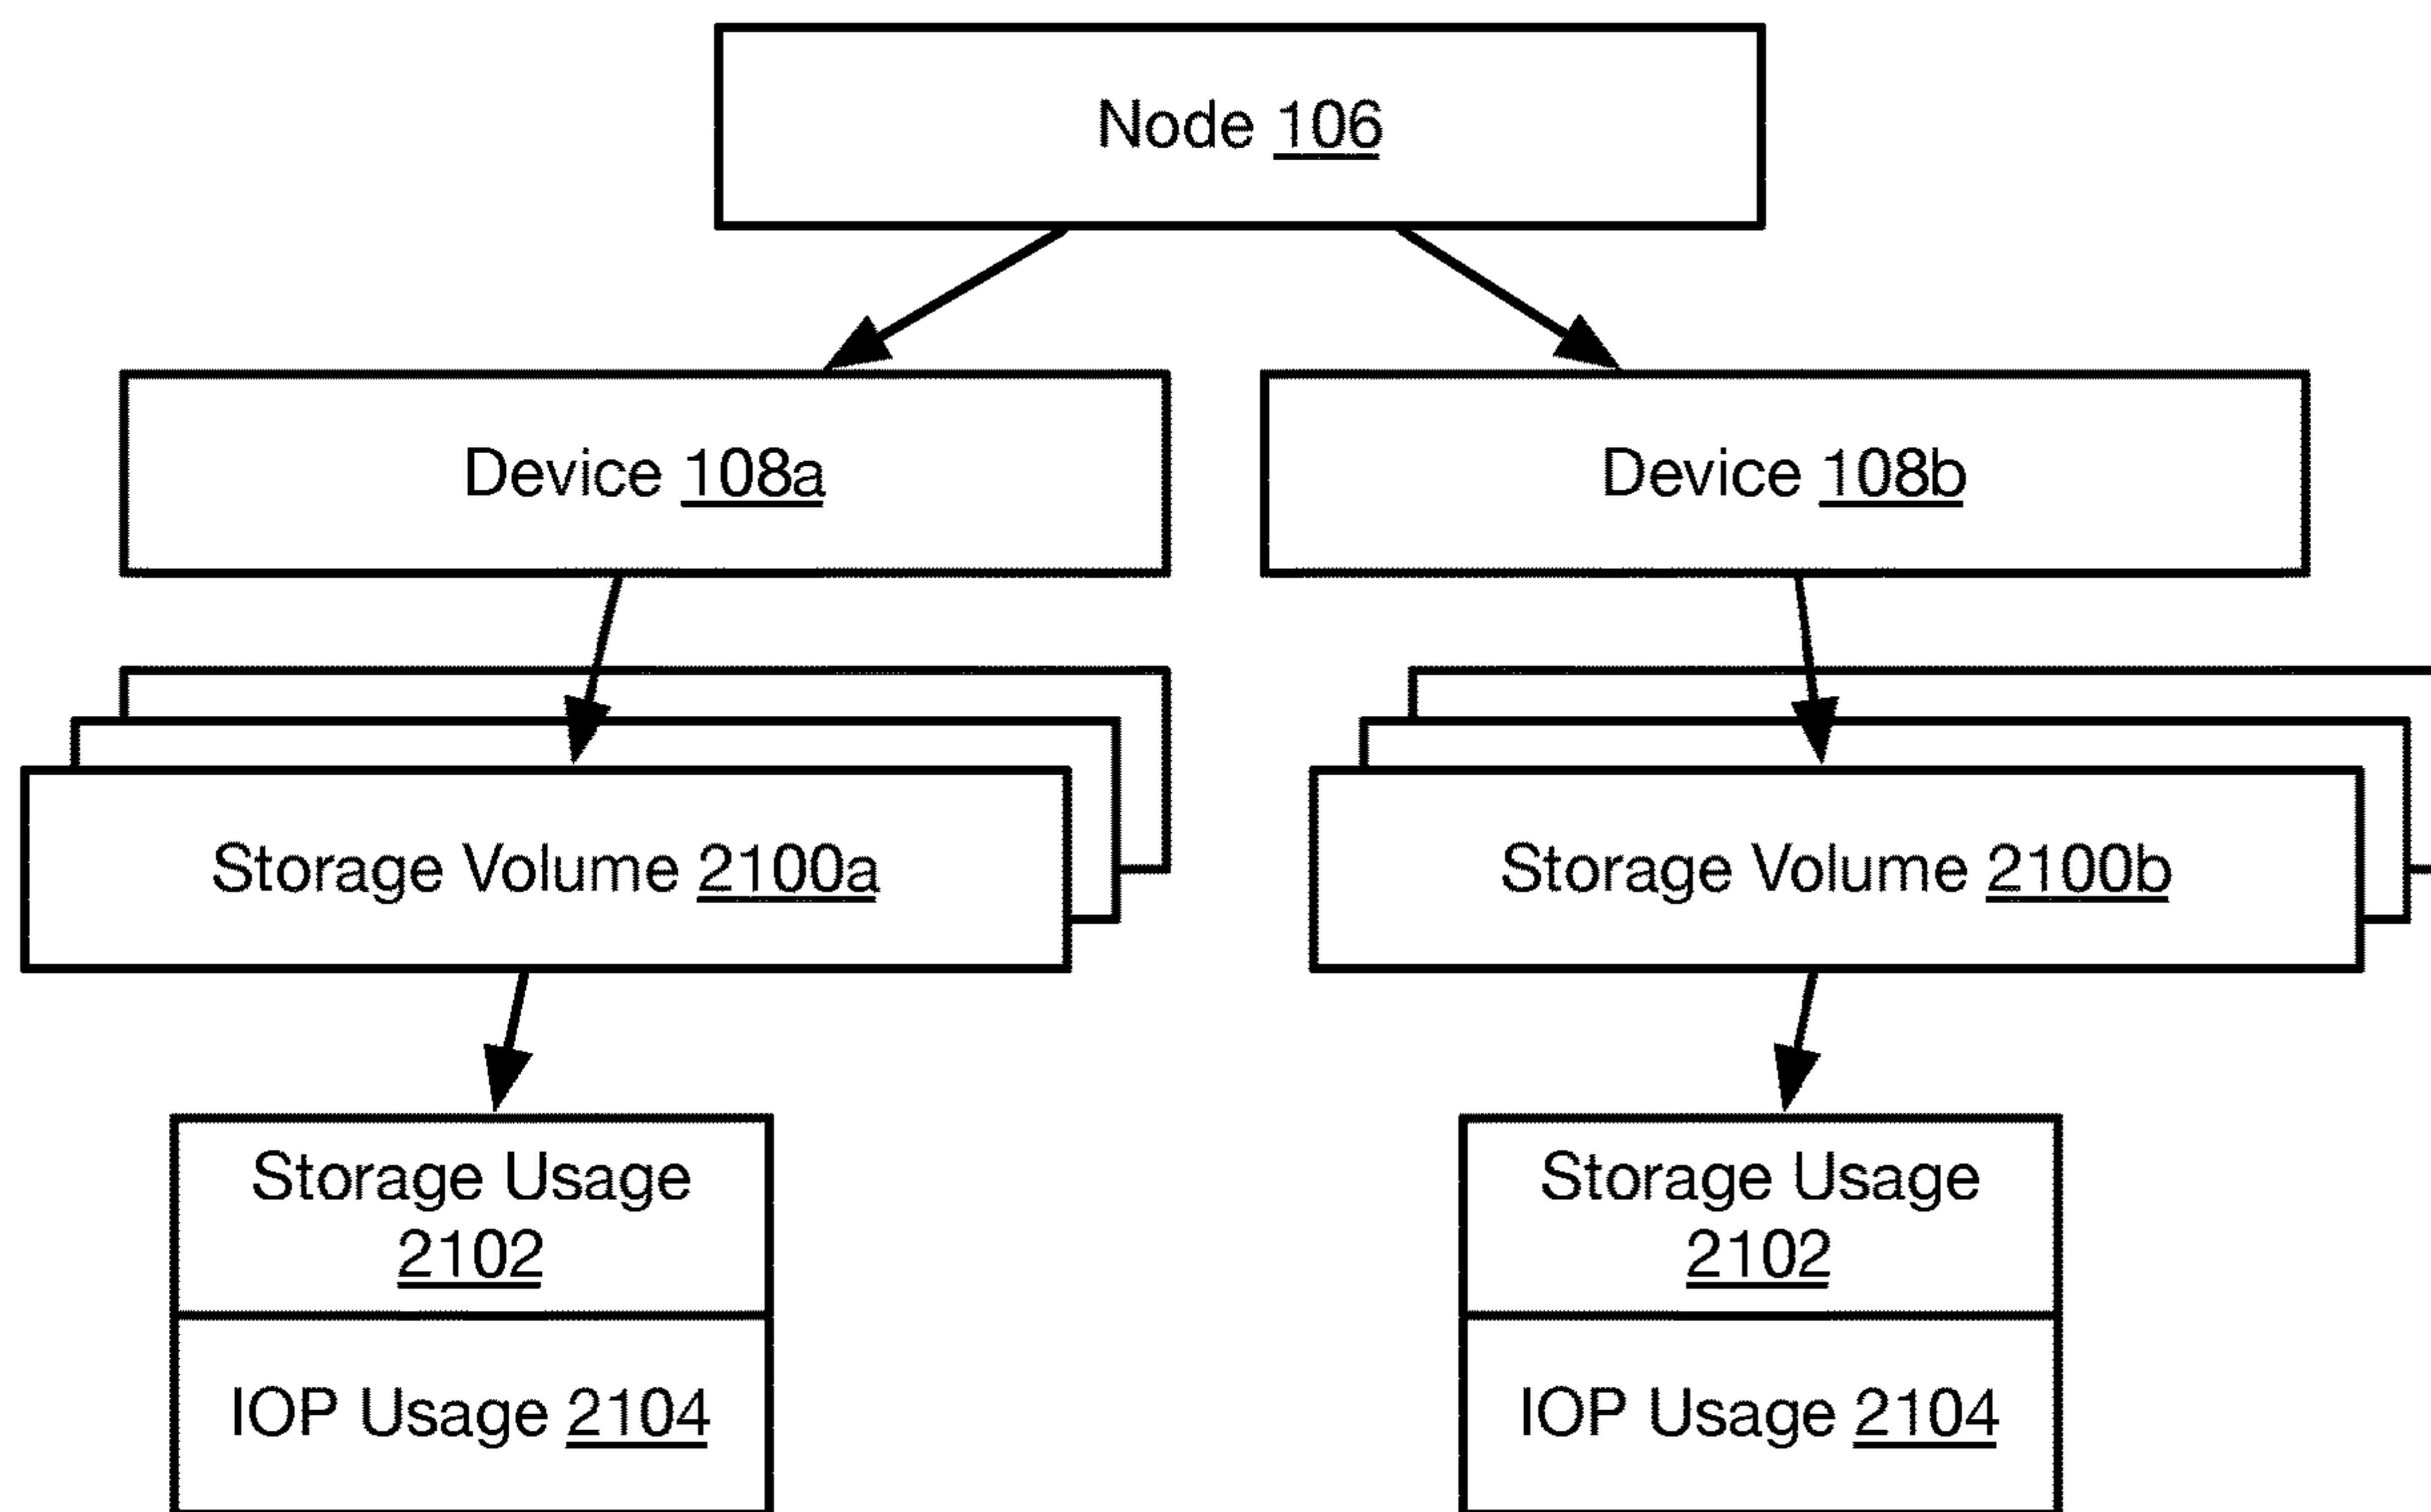 Node 106
Device 108a
Device 108b
Storage Volume 2100a
Storage Volume 2100b
Storage Usage
2102
IOP Usage 2104
Storage Usage
2102
IOP Usage 2104